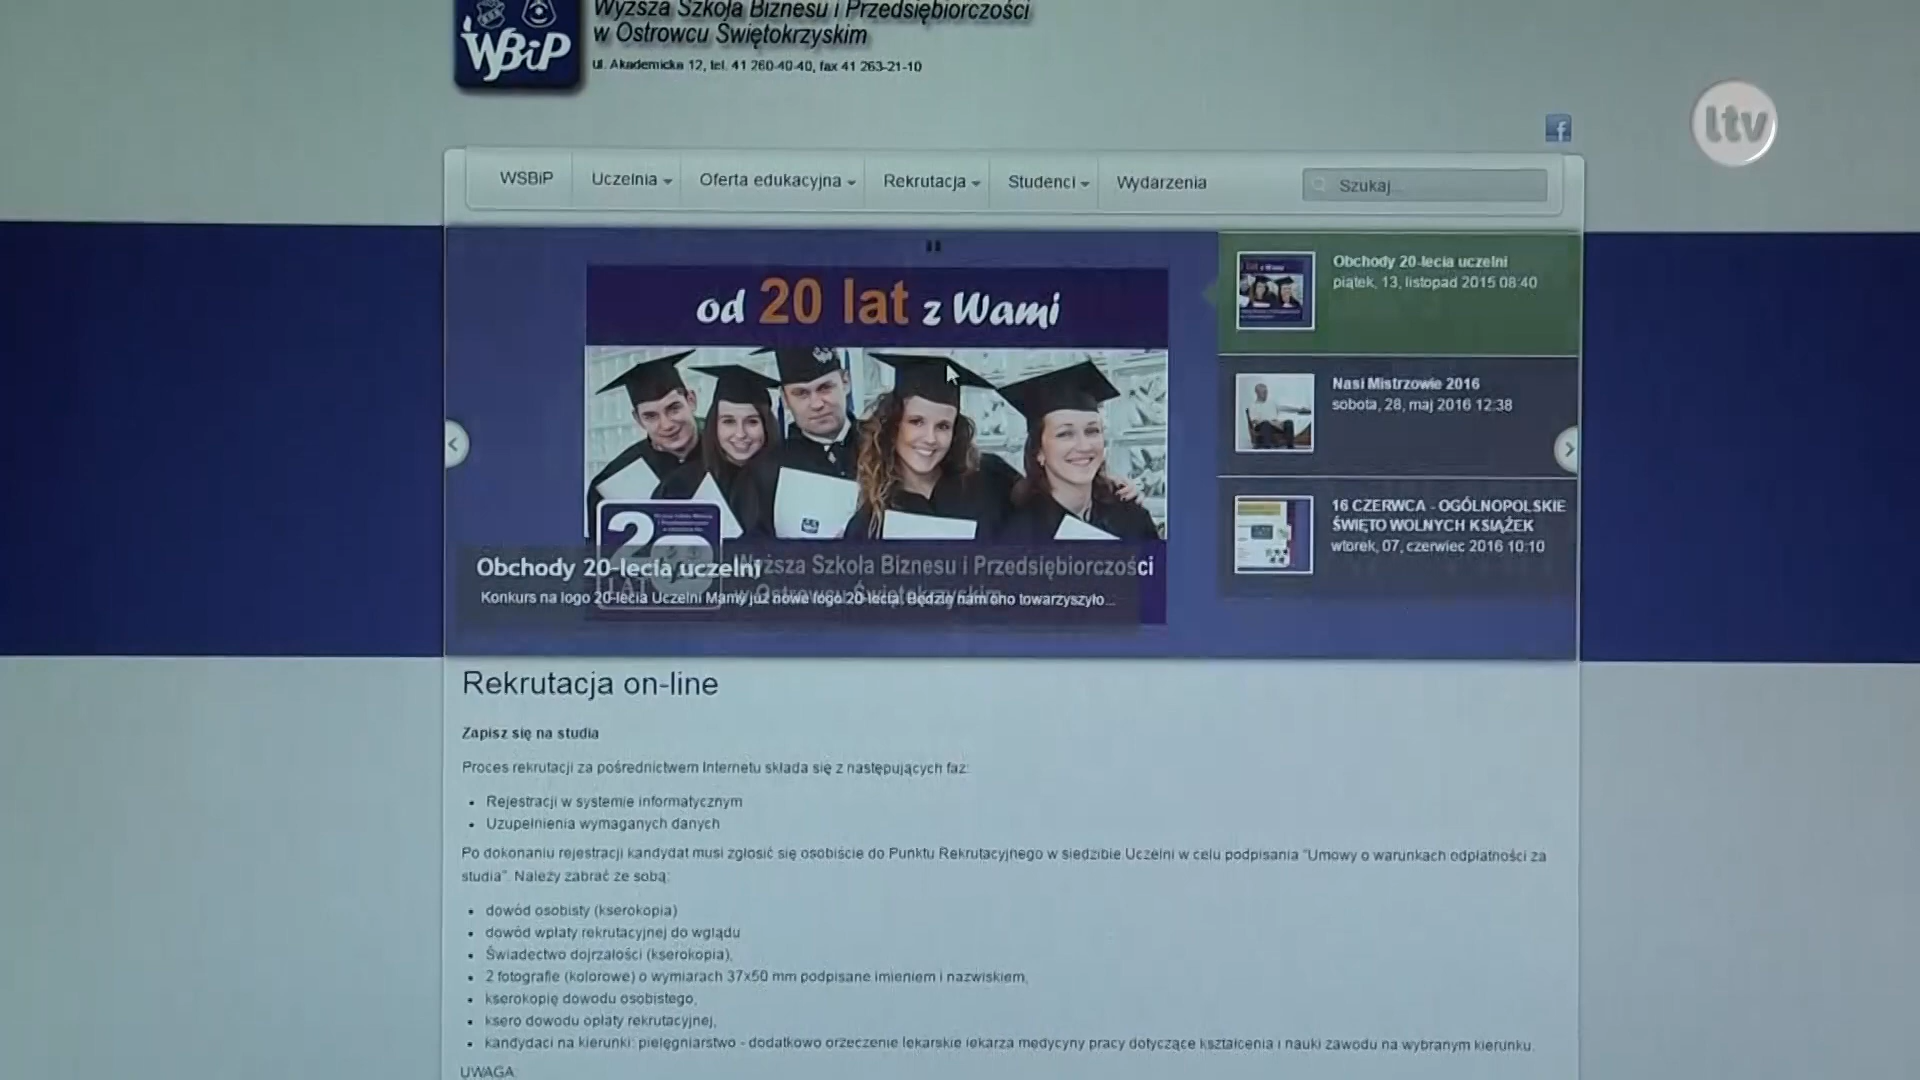 WSBiP
Wyższa Szkoła Biznesu i Przedsiębiorczości
w Ostrowcu Świętokrzyskim
ul. Akademicka 12, tel. 41 260-40-40, fax 41 263-21-10
ltv
f
WSBiP
Uczelnia
Oferta edukacyjna
Rekrutacja
Studenci
Wydarzenia
Szukaj...
od 20 lat z Wami
Wyższa Szkoła Biznesu i Przedsiębiorczości
w Ostrowcu Świętokrzyskim
20
LAT
Obchody 20-lecia uczelni
Konkurs na logo 20-lecia Uczelni Mamy już nowe logo 20-lecia. Będzie nam ono towarzyszyło...
Obchody 20-lecia uczelni
piątek, 13, listopad 2015 08:40
Nasi Mistrzowie 2016
sobota, 28, maj 2016 12:38
16 CZERWCA - OGÓLNOPOLSKIE
ŚWIĘTO WOLNYCH KSIĄŻEK
wtorek, 07, czerwiec 2016 10:10
Rekrutacja on-line
Zapisz się na studia
Proces rekrutacji za pośrednictwem Internetu składa się z następujących faz:
Rejestracji w systemie informatycznym
Uzupełnienia wymaganych danych
Po dokonaniu rejestracji kandydat musi zgłosić się osobiście do Punktu Rekrutacyjnego w siedzibie Uczelni w celu podpisania "Umowy o warunkach odpłatności za
studia". Należy zabrać ze sobą:
dowód osobisty (kserokopia)
dowód wpłaty rekrutacyjnej do wglądu
Świadectwo dojrzałości (kserokopia),
2 fotografie (kolorowe) o wymiarach 37x50 mm podpisane imieniem i nazwiskiem,
kserokopię dowodu osobistego,
ksero dowodu opłaty rekrutacyjnej,
kandydaci na kierunki: pielęgniarstwo - dodatkowo orzeczenie lekarskie lekarza medycyny pracy dotyczące kształcenia i nauki zawodu na wybranym kierunku.
UWAGA: